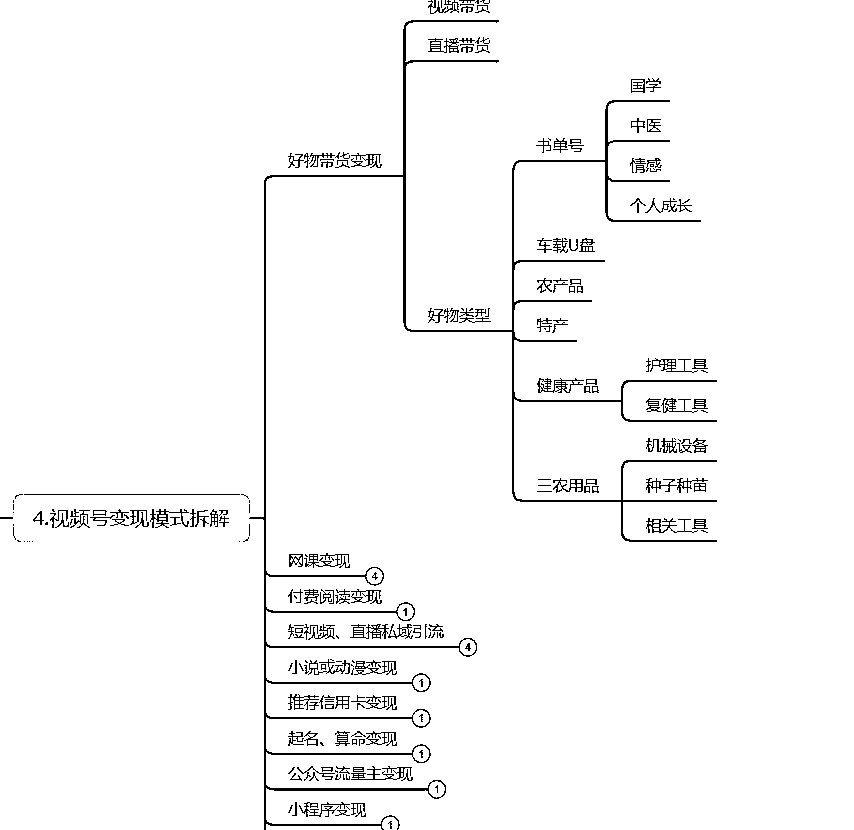 4.视频号变现模式拆解
好物带货变现
视频带货
直播带货
好物类型
书单号
国学
中医
情感
个人成长
车载U盘
农产品
特产
健康产品
护理工具
复健工具
三农用品
机械设备
种子种苗
相关工具
网课变现
4
付费阅读变现
1
短视频、直播私域引流
4
小说或动漫变现
1
推荐信用卡变现
1
起名、算命变现
1
公众号流量主变现
1
小程序变现
1